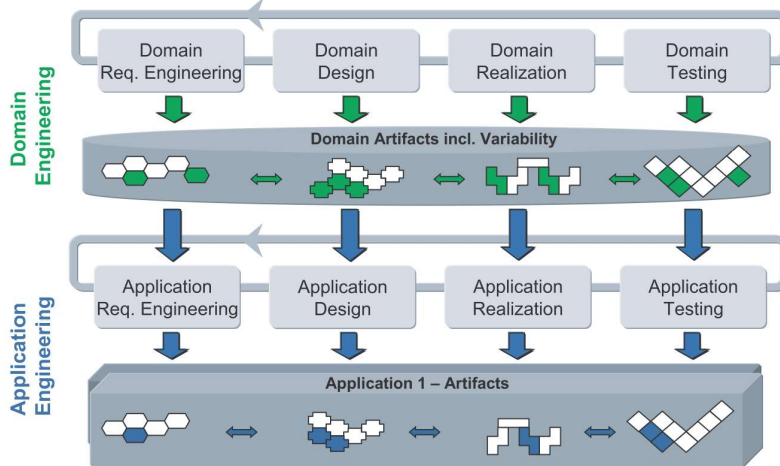 Domain
Engineering
Domain
Req. Engineering
Domain
Design
Domain
Realization
Domain
Testing
Domain Artifacts incl. Variability
Application
Engineering
Application
Req. Engineering
Application
Design
Application
Realization
Application
Testing
Application 1 – Artifacts